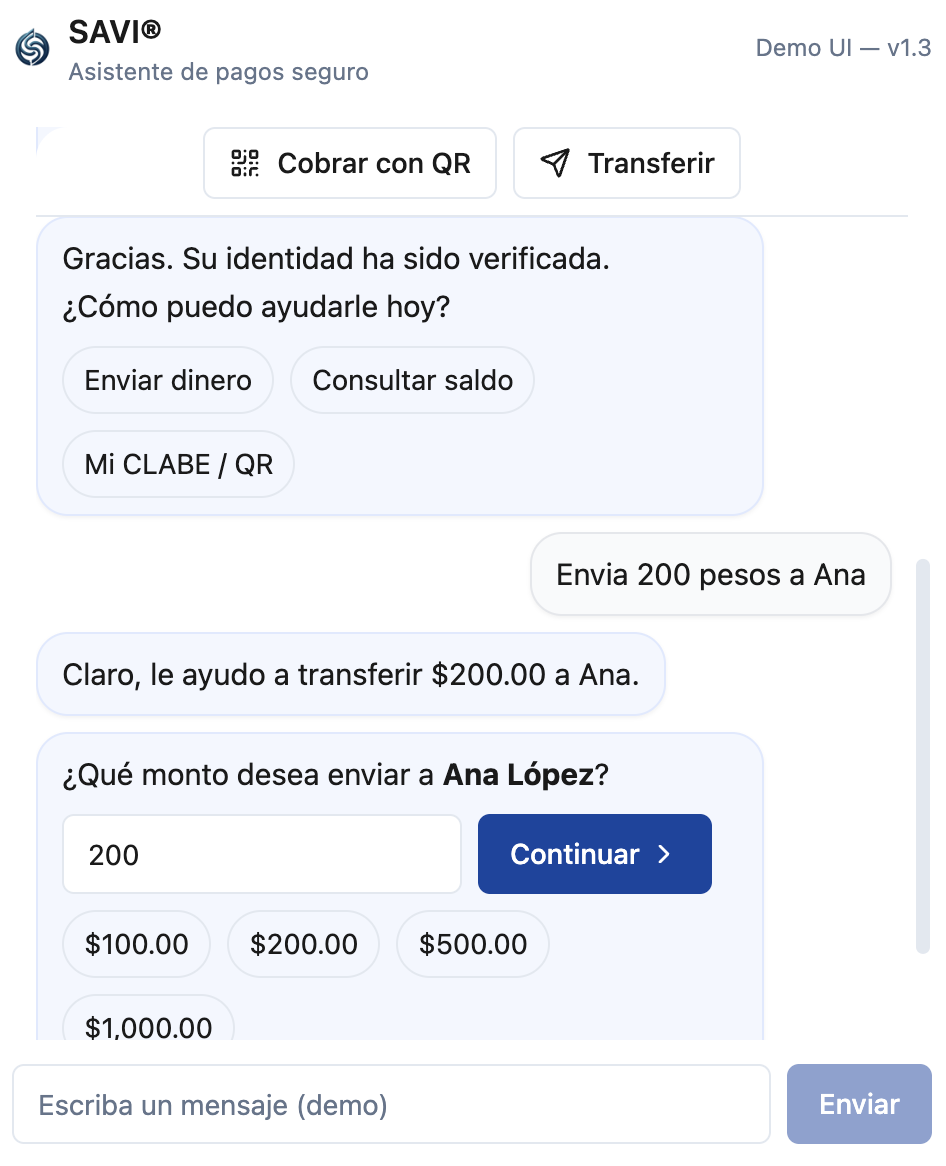 SAVI®
Asistente de pagos seguro
Demo UI — v1.3
Cobrar con QR
Transferir
Gracias. Su identidad ha sido verificada.
¿Cómo puedo ayudarle hoy?
Enviar dinero
Consultar saldo
Mi CLABE / QR
Envia 200 pesos a Ana
Claro, le ayudo a transferir $200.00 a Ana.
¿Qué monto desea enviar a Ana López?
200
Continuar
$100.00
$200.00
$500.00
$1,000.00
Escriba un mensaje (demo)
Enviar